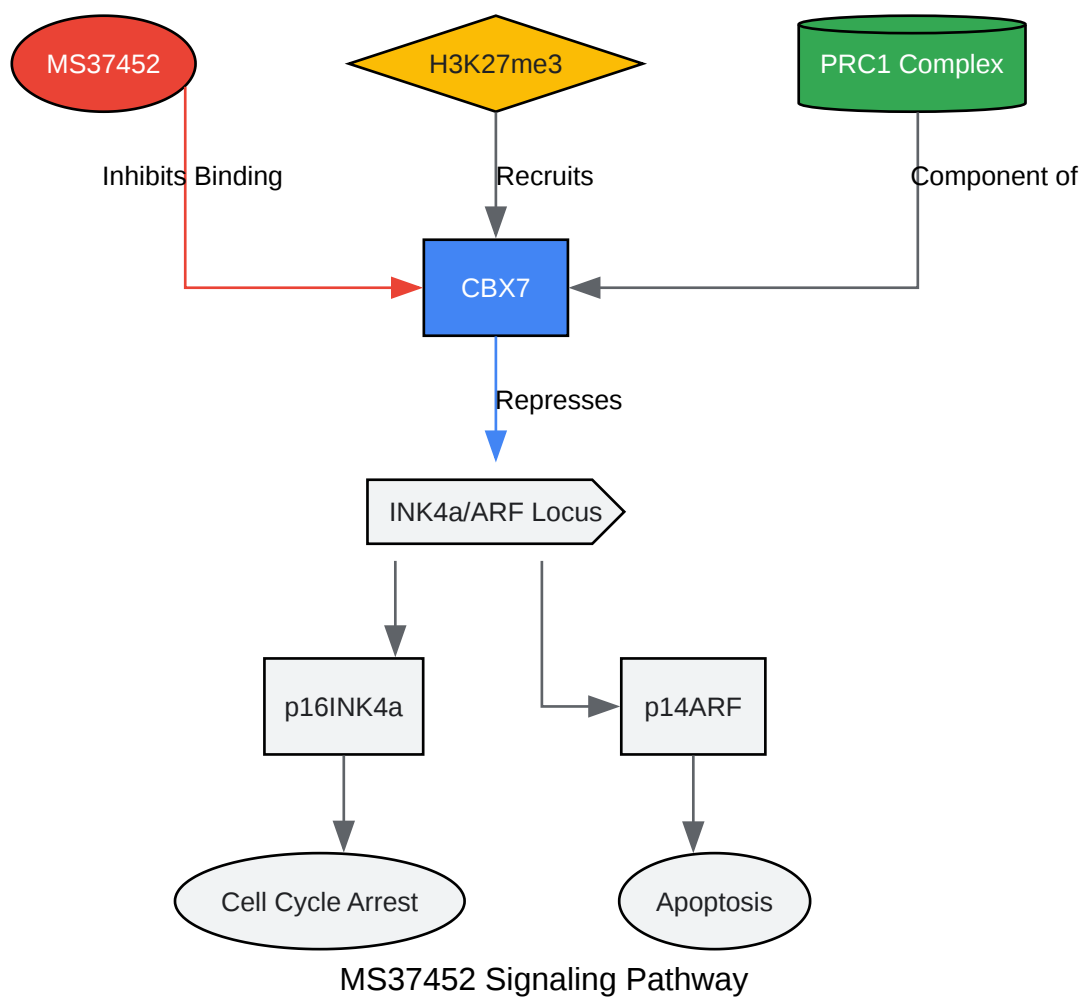 MS37452
H3K27me3
PRC1 Complex
Inhibits Binding
Recruits
Component of
CBX7
Represses
INK4a/ARF Locus
p16INK4a
p14ARF
Cell Cycle Arrest
Apoptosis
MS37452 Signaling Pathway